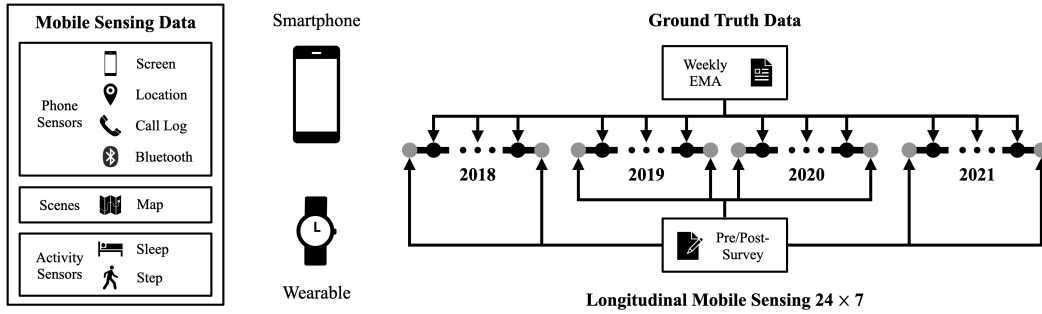 Mobile Sensing Data
Phone
Sensors
Screen
Location
Call Log
Bluetooth
Scenes
Map
Activity
Sensors
Sleep
Step
Smartphone
Wearable
Ground Truth Data
Weekly
EMA
2018
2019
2020
2021
Pre/Post-
Survey
Longitudinal Mobile Sensing 24 × 7